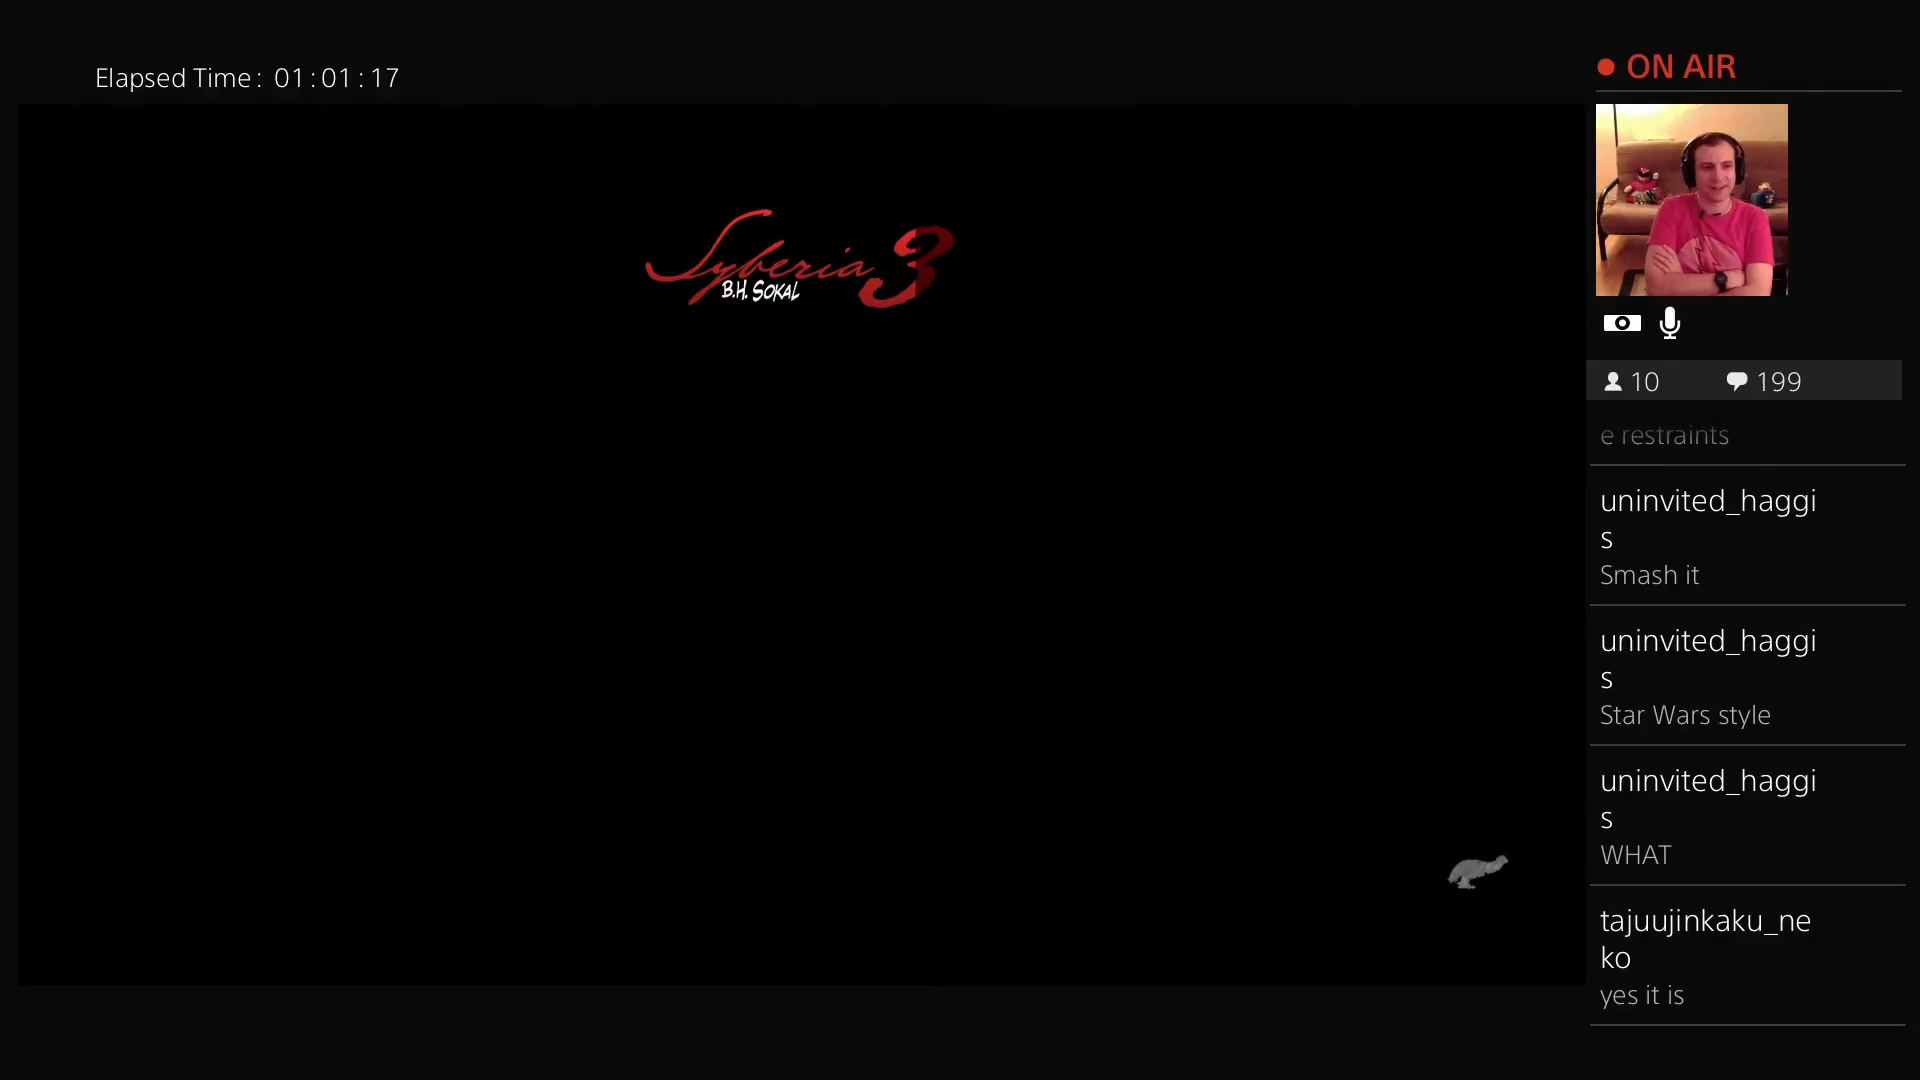 Elapsed Time: 01:01:17
ON AIR
Syberia 3
B.H. SOKAL
10 199
e restraints
uninvited_haggi
s
Smash it
uninvited_haggi
s
Star Wars style
uninvited_haggi
s
WHAT
tajuujinkaku_ne
ko
yes it is